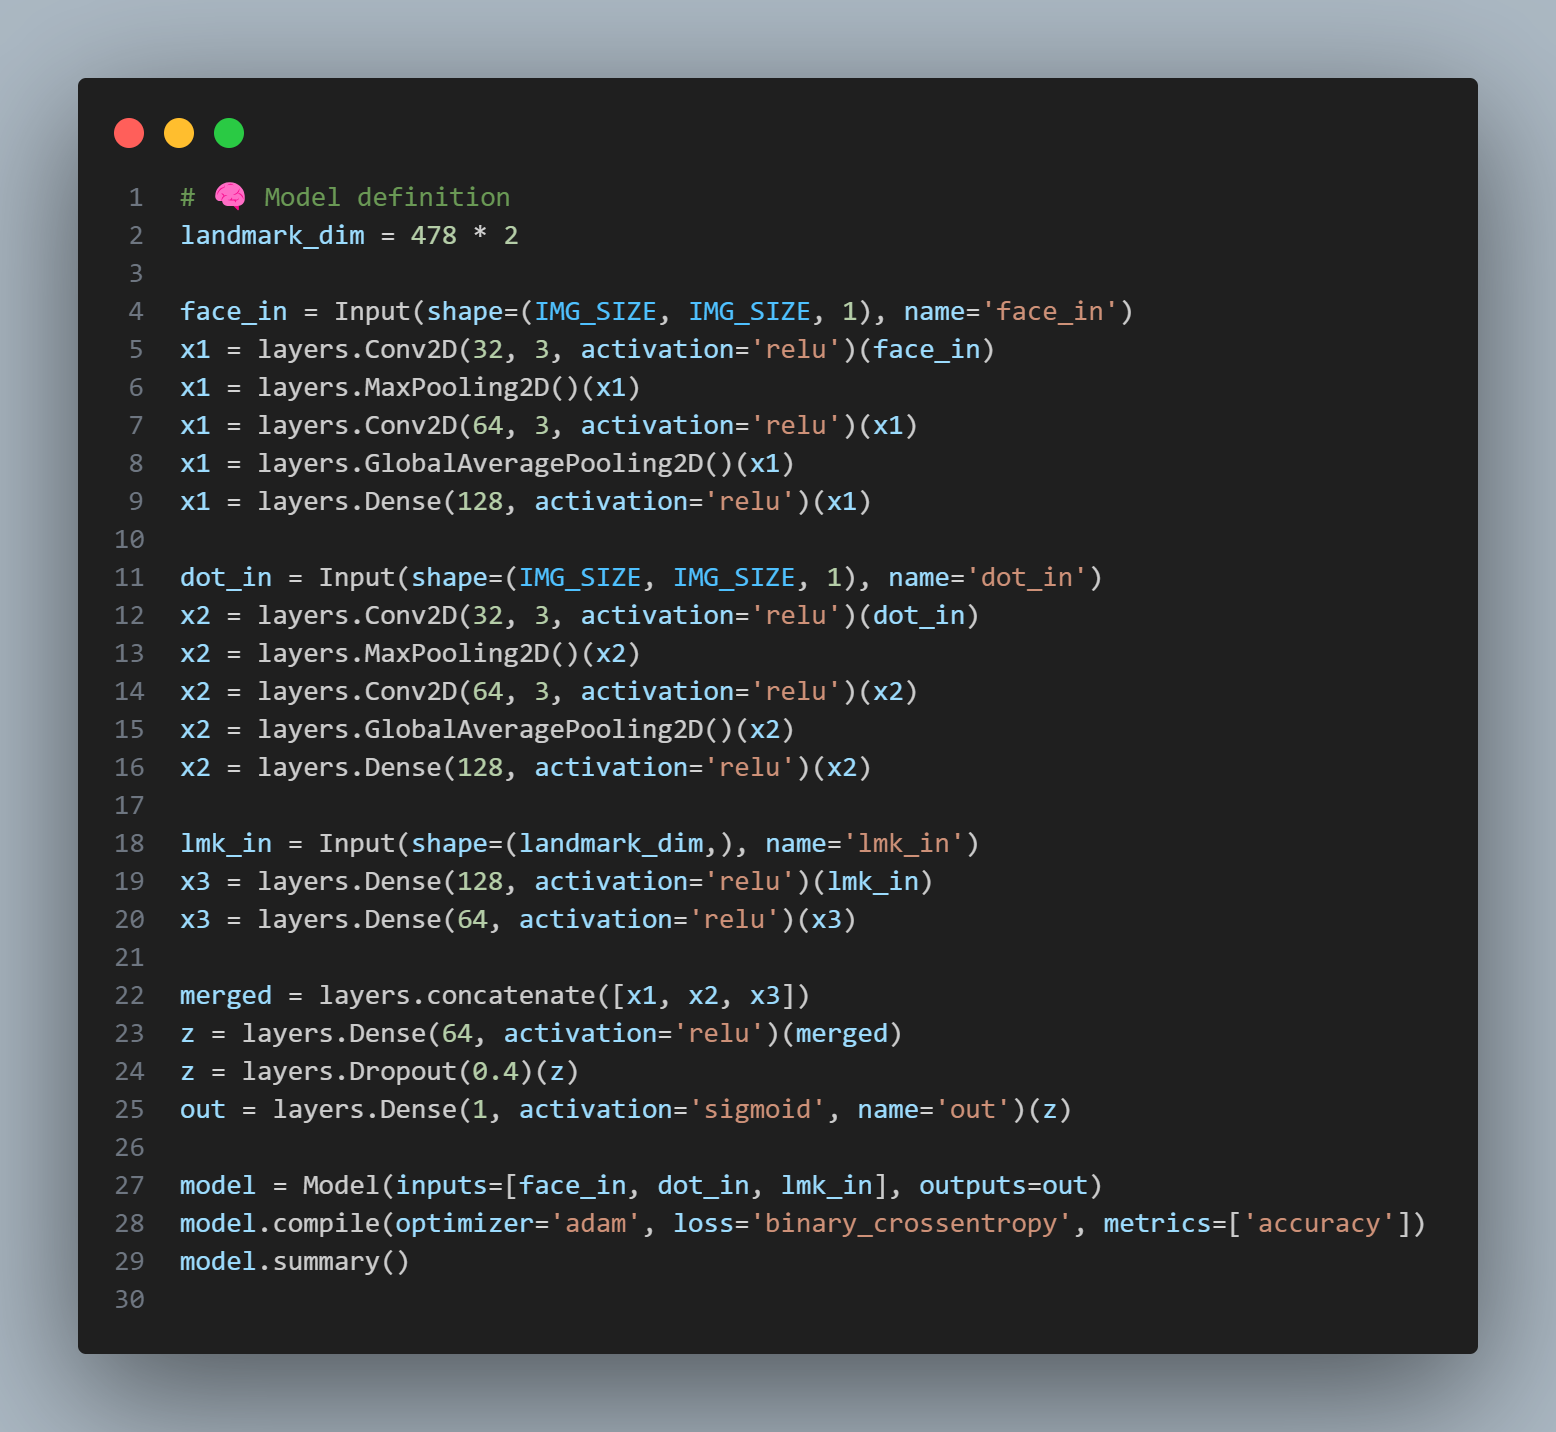 1 # 🧠 Model definition
2 landmark_dim = 478 * 2
3
4 face_in = Input(shape=(IMG_SIZE, IMG_SIZE, 1), name='face_in')
5 x1 = layers.Conv2D(32, 3, activation='relu')(face_in)
6 x1 = layers.MaxPooling2D()(x1)
7 x1 = layers.Conv2D(64, 3, activation='relu')(x1)
8 x1 = layers.GlobalAveragePooling2D()(x1)
9 x1 = layers.Dense(128, activation='relu')(x1)
10
11 dot_in = Input(shape=(IMG_SIZE, IMG_SIZE, 1), name='dot_in')
12 x2 = layers.Conv2D(32, 3, activation='relu')(dot_in)
13 x2 = layers.MaxPooling2D()(x2)
14 x2 = layers.Conv2D(64, 3, activation='relu')(x2)
15 x2 = layers.GlobalAveragePooling2D()(x2)
16 x2 = layers.Dense(128, activation='relu')(x2)
17
18 lmk_in = Input(shape=(landmark_dim,), name='lmk_in')
19 x3 = layers.Dense(128, activation='relu')(lmk_in)
20 x3 = layers.Dense(64, activation='relu')(x3)
21
22 merged = layers.concatenate([x1, x2, x3])
23 z = layers.Dense(64, activation='relu')(merged)
24 z = layers.Dropout(0.4)(z)
25 out = layers.Dense(1, activation='sigmoid', name='out')(z)
26
27 model = Model(inputs=[face_in, dot_in, lmk_in], outputs=out)
28 model.compile(optimizer='adam', loss='binary_crossentropy', metrics=['accuracy'])
29 model.summary()
30